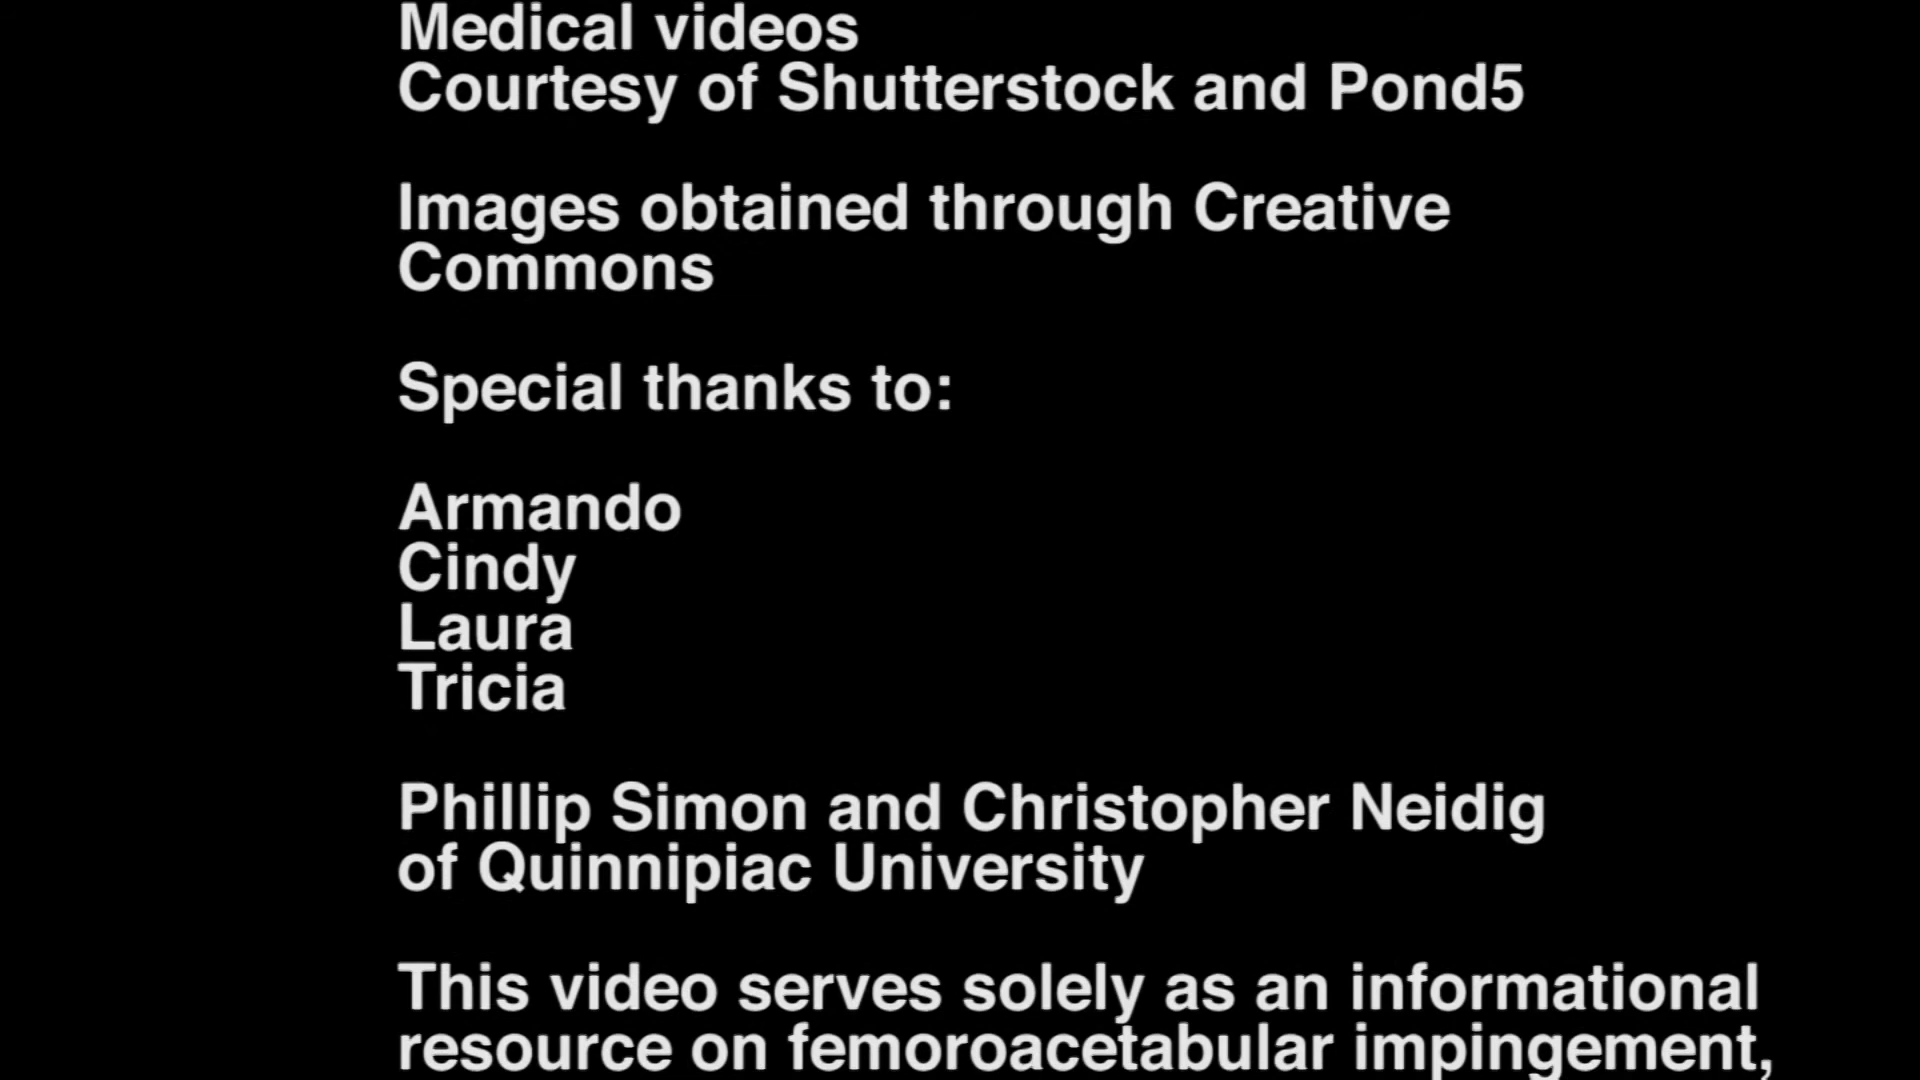 Medical videos
Courtesy of Shutterstock and Pond5
Images obtained through Creative
Commons
Special thanks to:
Armando
Cindy
Laura
Tricia
Phillip Simon and Christopher Neidig
of Quinnipiac University
This video serves solely as an informational
resource on femoroacetabular impingement,